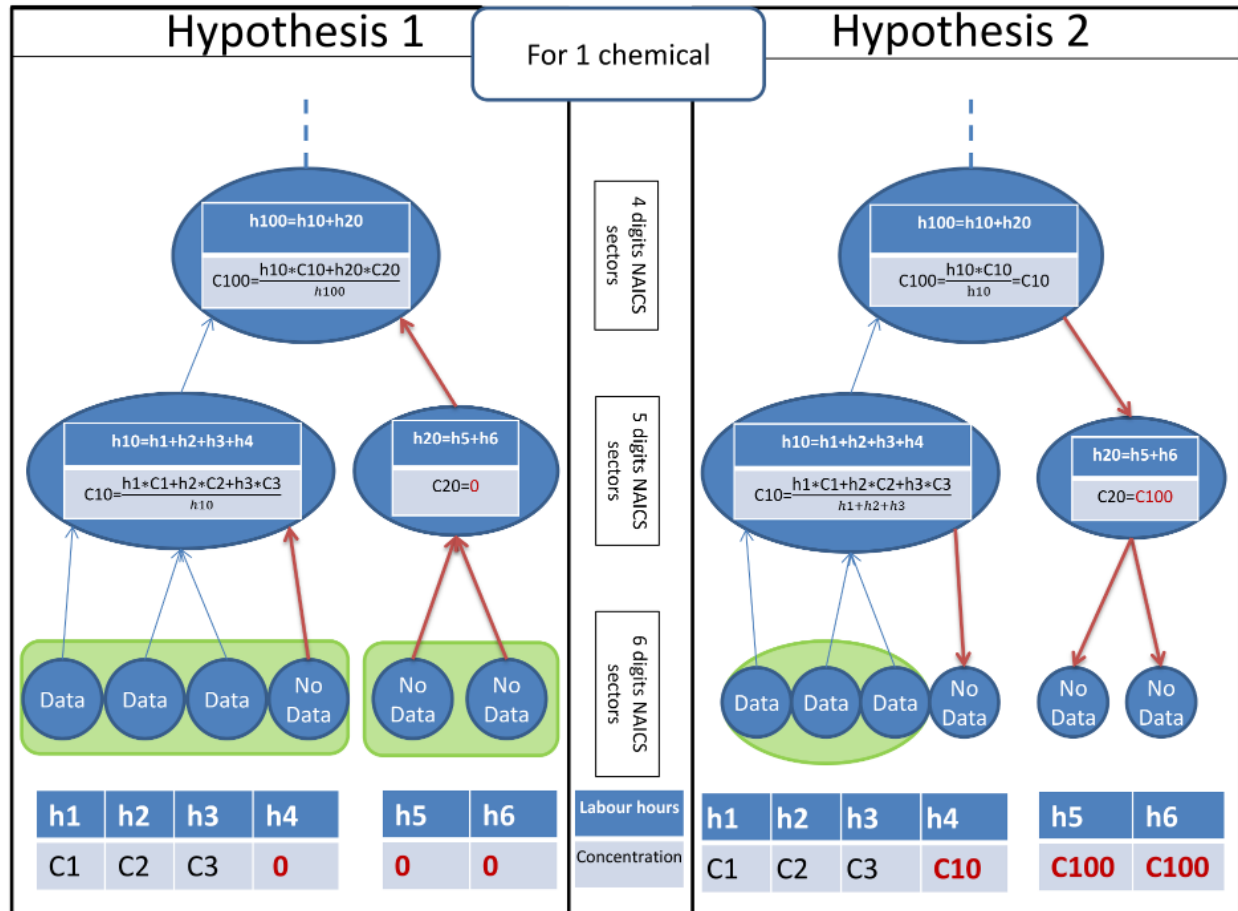 Hypothesis 1
For 1 chemical
Hypothesis 2
h100=h10+h20
C100=h10*C10+h20*C20/h100
4 digits NAICS
sectors
h100=h10+h20
C100=h10*C10/h10=C10
h10=h1+h2+h3+h4
C10=h1*C1+h2*C2+h3*C3/h10
h20=h5+h6
C20=0
5 digits NAICS
sectors
h10=h1+h2+h3+h4
C10=h1*C1+h2*C2+h3*C3/h1+h2+h3
h20=h5+h6
C20=C100
Data
Data
Data
No
Data
No
Data
No
Data
6 digits NAICS
sectors
Data
Data
Data
No
Data
No
Data
No
Data
h1 h2 h3 h4
C1 C2 C3 0
h5 h6
0 0
Labour hours
Concentration
h1 h2 h3 h4
C1 C2 C3 C10
h5 h6
C100 C100